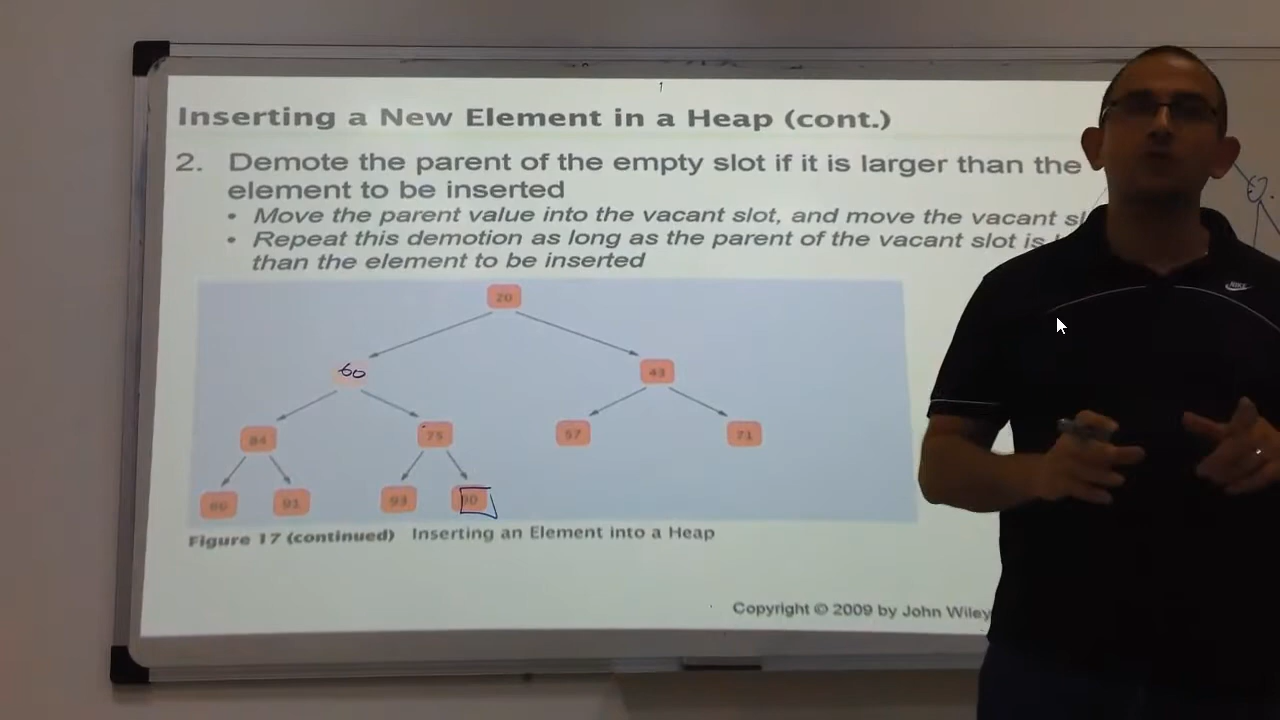 Inserting a New Element in a Heap (cont.)
2. Demote the parent of the empty slot if it is larger than the
element to be inserted
• Move the parent value into the vacant slot, and move the vacant
• Repeat this demotion as long as the parent of the vacant slot is
than the element to be inserted
20
60 43
84 75 57 71
91 93 90
Figure 17 (continued) Inserting an Element into a Heap
Copyright © 2009 by John Wiley
NIKE